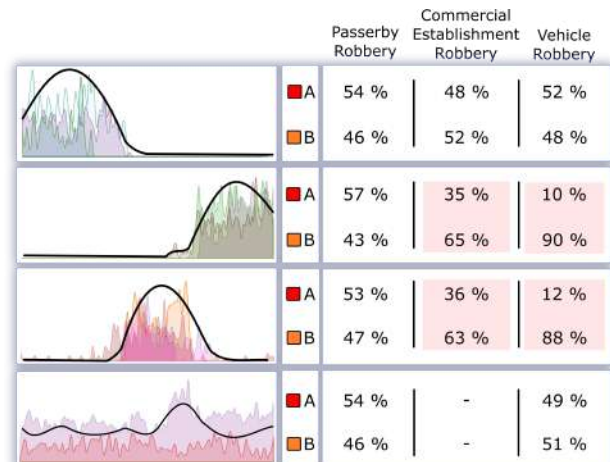 Passerby Robbery
Commercial Establishment Robbery
Vehicle Robbery
A 54 % 48 % 52 %
B 46 % 52 % 48 %
A 57 % 35 % 10 %
B 43 % 65 % 90 %
A 53 % 36 % 12 %
B 47 % 63 % 88 %
A 54 % - 49 %
B 46 % - 51 %